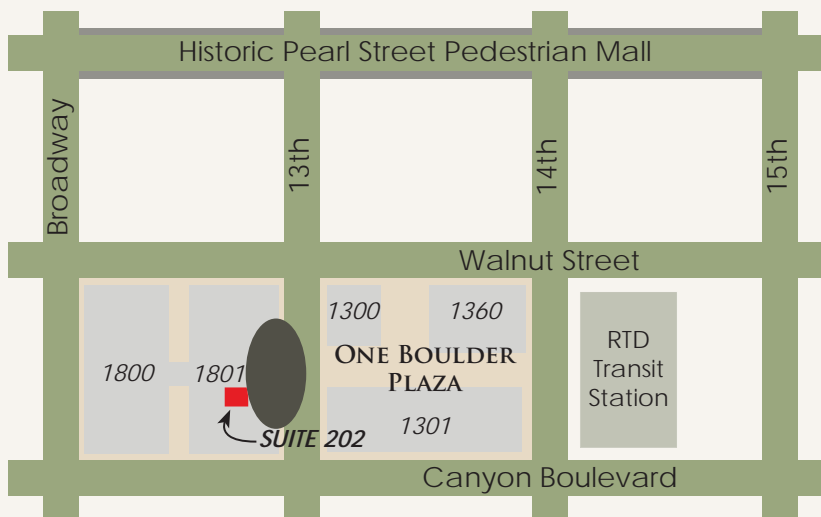 Historic Pearl Street Pedestrian Mall
Broadway
13th
14th
15th
Walnut Street
1300
1360
1800
1801
ONE BOULDER
PLAZA
RTD
Transit
Station
1301
SUITE 202
Canyon Boulevard